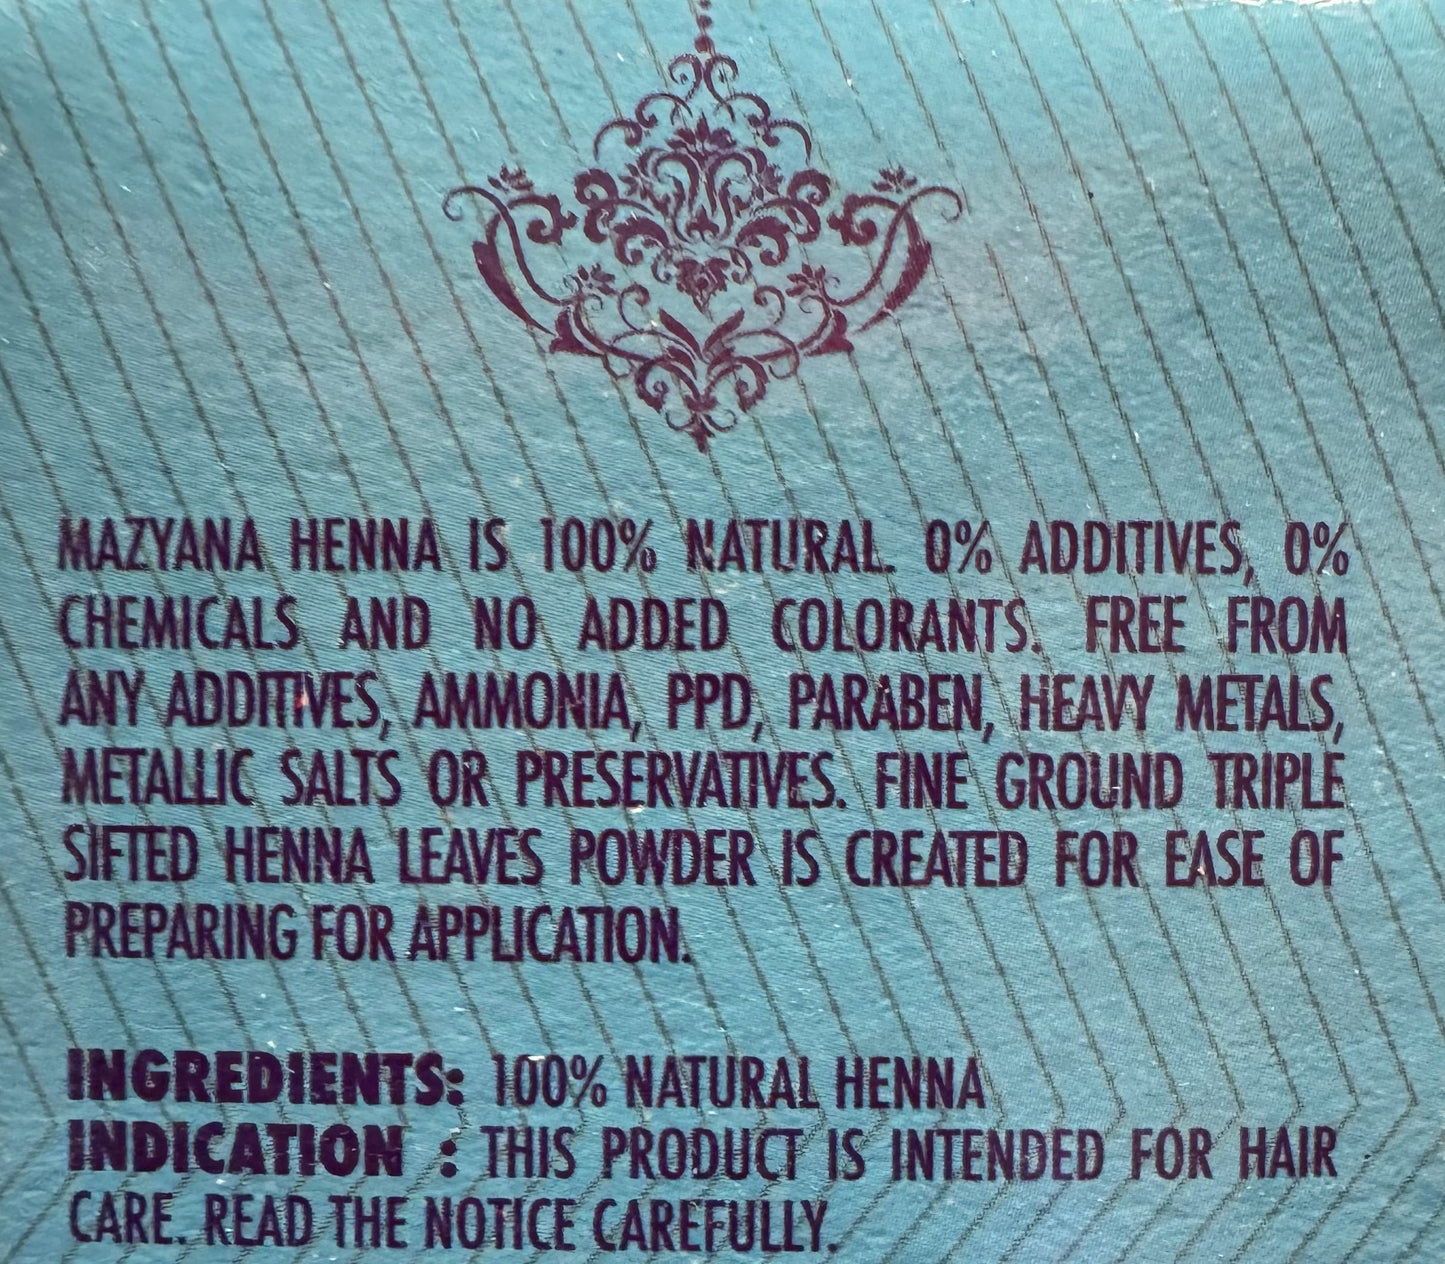 MAZYANA HENNA IS 100% NATURAL. 0% ADDITIVES, 0%
CHEMICALS AND NO ADDED COLORANTS. FREE FROM
ANY ADDITIVES, AMMONIA, PPD, PARABEN, HEAVY METALS,
METALLIC SALTS OR PRESERVATIVES. FINE GROUND TRIPLE
SIFTED HENNA LEAVES POWDER IS CREATED FOR EASE OF
PREPARING FOR APPLICATION.
INGREDIENTS: 100% NATURAL HENNA
INDICATION : THIS PRODUCT IS INTENDED FOR HAIR
CARE. READ THE NOTICE CAREFULLY.